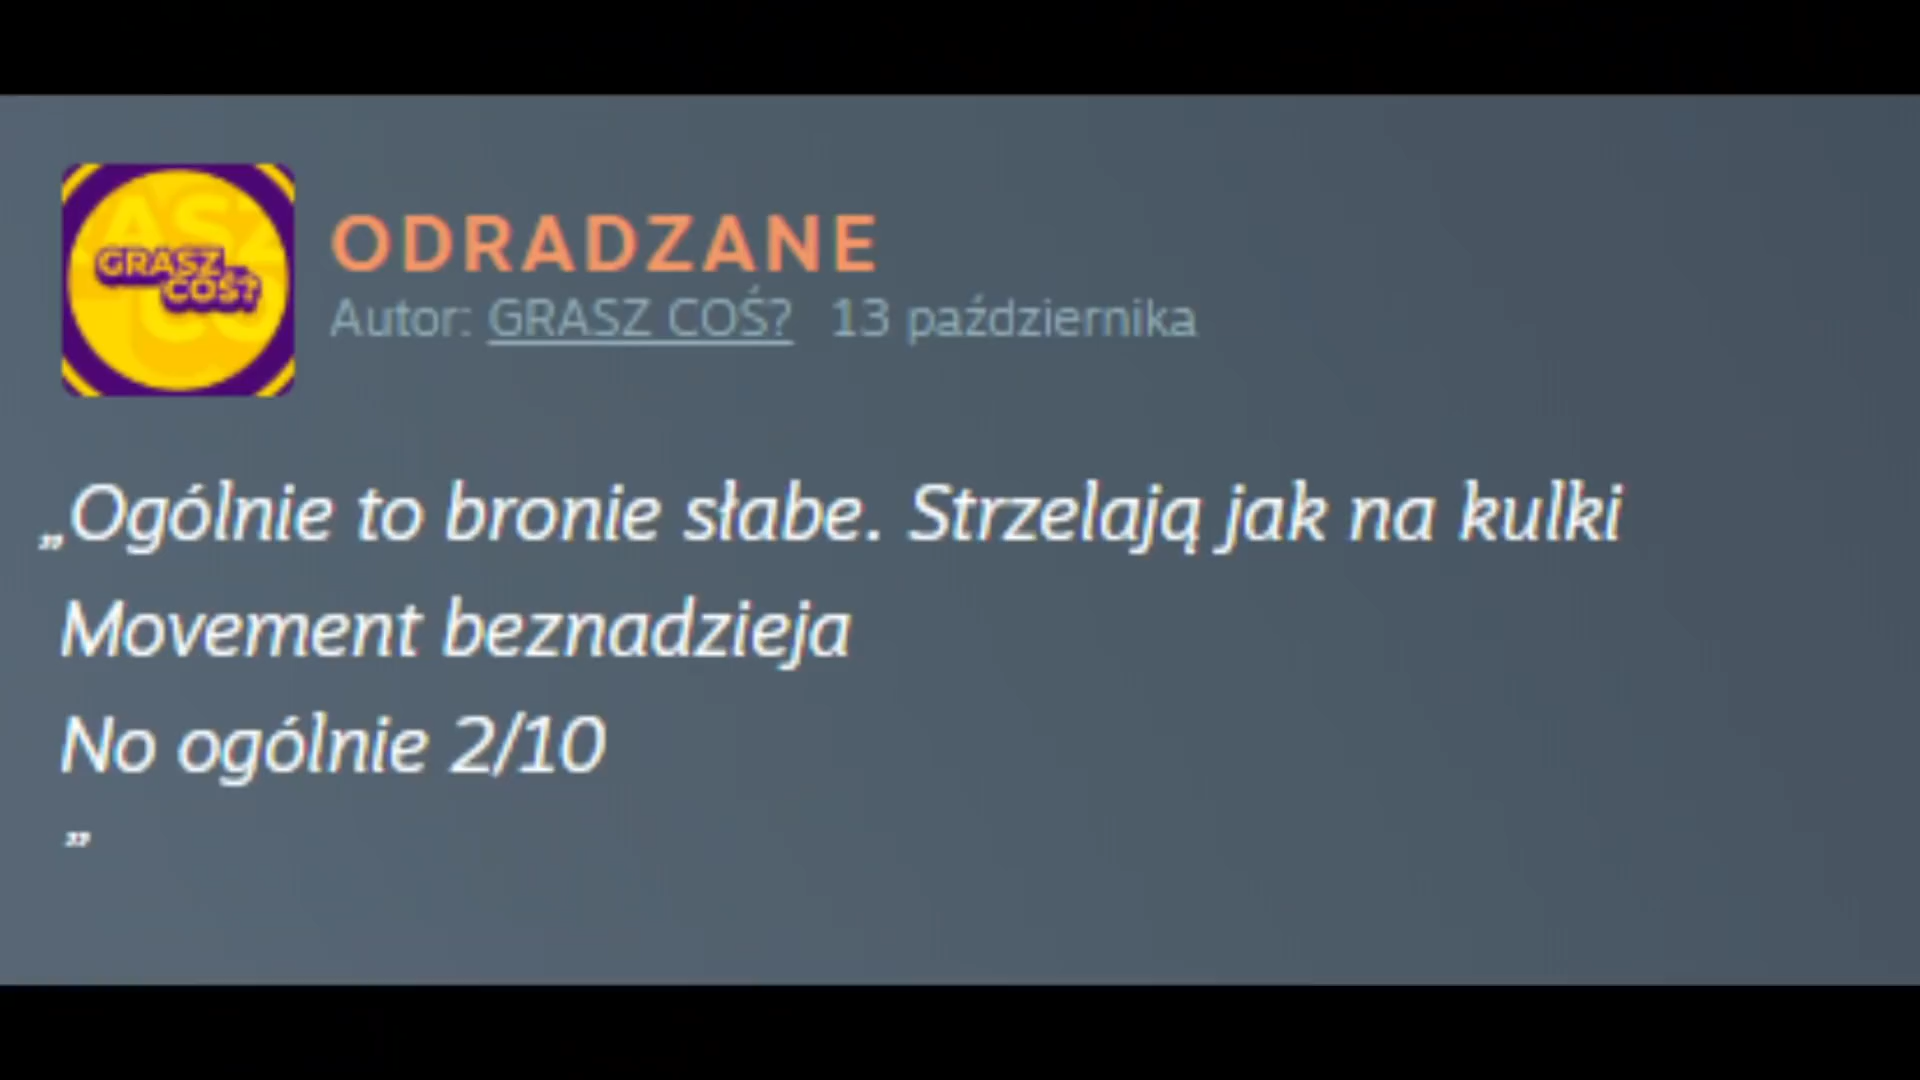 GRASZ
COŚ?
ODRADZANE
Autor: GRASZ COŚ? 13 października
„Ogólnie to bronie słabe. Strzelają jak na kulki
Movement beznadzieja
No ogólnie 2/10
”